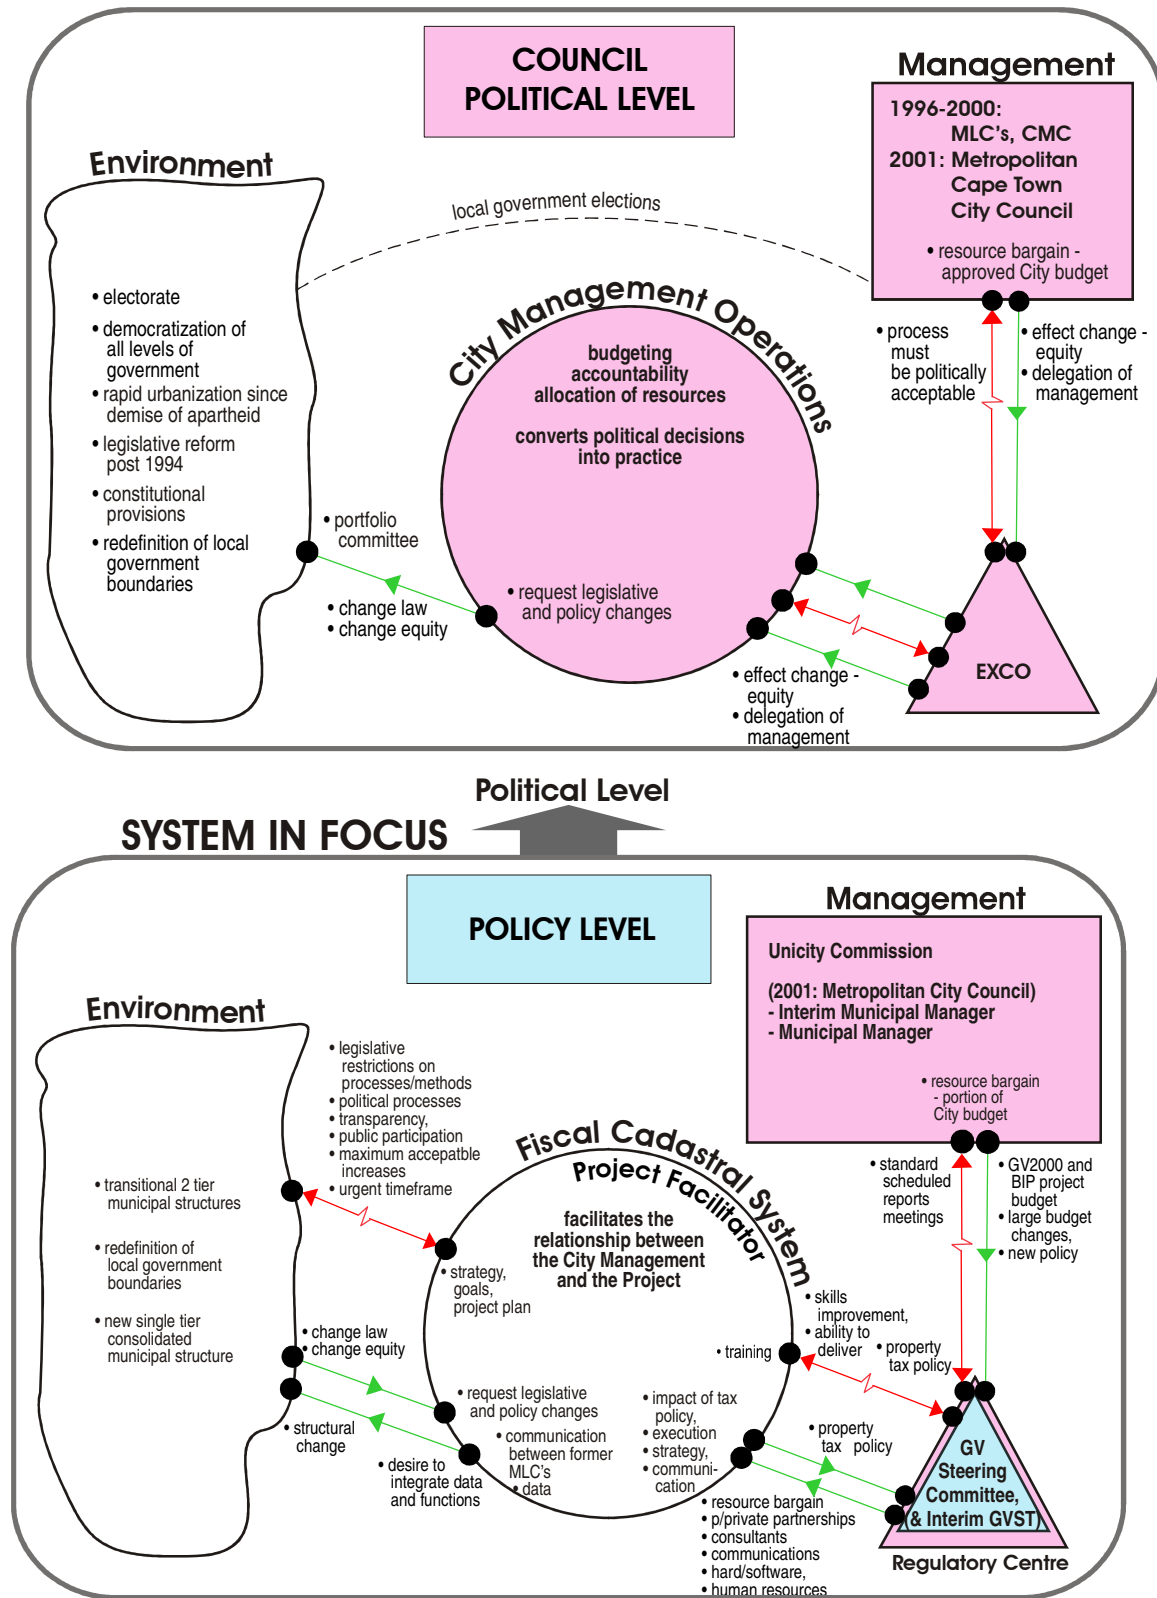 COUNCIL
POLITICAL LEVEL
Management
1996-2000:
MLC's, CMC
2001: Metropolitan
Cape Town
City Council
• resource bargain -
approved City budget
Environment
local government elections
• electorate
• democratization of
all levels of
government
• rapid urbanization since
demise of apartheid
• legislative reform
post 1994
• constitutional
provisions
• redefinition of local
government
boundaries
City Management Operations
budgeting
accountability
allocation of resources
converts political decisions
into practice
• process
must
be politically
acceptable
• effect change -
equity
• delegation of
management
• portfolio
committee
• change law
• change equity
• request legislative
and policy changes
• effect change -
equity
• delegation of
management
EXCO
Political Level
SYSTEM IN FOCUS
POLICY LEVEL
Management
Unicity Commission
(2001: Metropolitan City Council)
- Interim Municipal Manager
- Municipal Manager
• resource bargain
- portion of
City budget
Environment
• transitional 2 tier
municipal structures
• redefinition of
local government
boundaries
• new single tier
consolidated
municipal structure
• legislative
restrictions on
processes/methods
• political processes
• transparency,
• public participation
• maximum accepatble
increases
• urgent timeframe
Fiscal Cadastral System
Project Facilitator
facilitates the
relationship between
the City Management
and the Project
• strategy,
goals,
project plan
• standard
scheduled
reports
meetings
• GV2000 and
BIP project
budget
• large budget
changes,
• new policy
• change law
• change equity
• structural
change
• request legislative
and policy changes
• communication
between former
MLC's
• data
• desire to
integrate data
and functions
• training
• skills
improvement,
• ability to
deliver
• property
tax policy
• impact of tax
policy,
• execution
• strategy,
• communi-
cation
• property
tax policy
• resource bargain
• p/private partnerships
• consultants
• communications
• hard/software,
• human resources
GV
Steering
Committee,
(& Interim GVST)
Regulatory Centre